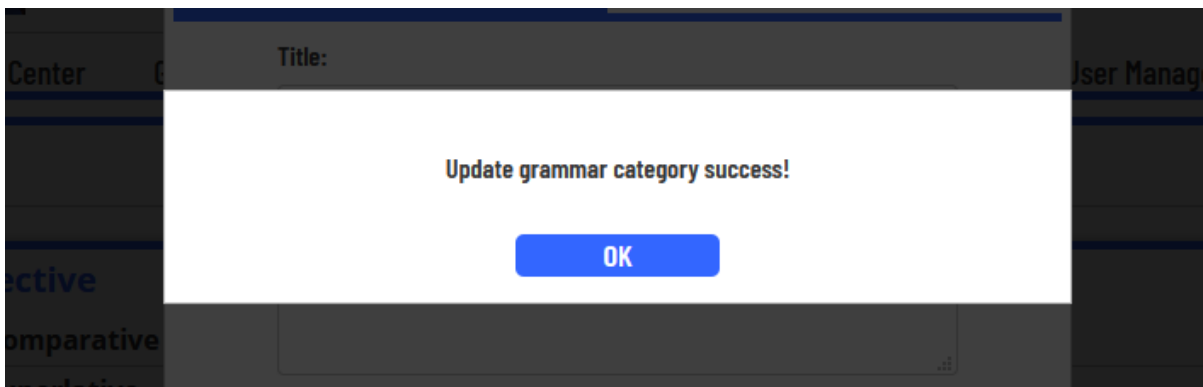 Title:
Center
User Manag
Update grammar category success!
OK
ective
omparative